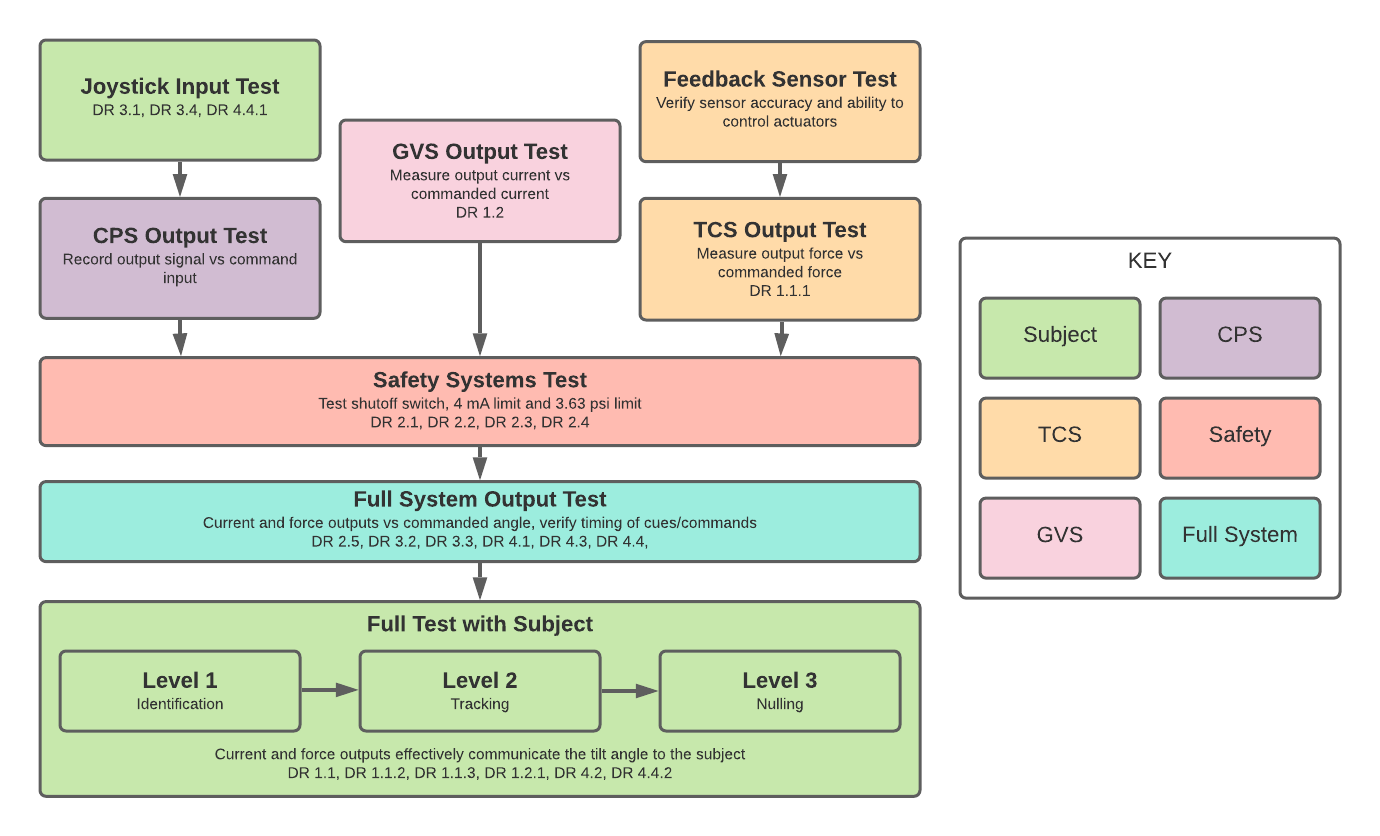 Joystick Input Test
DR 3.1, DR 3.4, DR 4.4.1
CPS Output Test
Record output signal vs command
input
GVS Output Test
Measure output current vs
commanded current
DR 1.2
Feedback Sensor Test
Verify sensor accuracy and ability to
control actuators
TCS Output Test
Measure output force vs
commanded force
DR 1.1.1
Safety Systems Test
Test shutoff switch, 4 mA limit and 3.63 psi limit
DR 2.1, DR 2.2, DR 2.3, DR 2.4
Full System Output Test
Current and force outputs vs commanded angle, verify timing of cues/commands
DR 2.5, DR 3.2, DR 3.3, DR 4.1, DR 4.3, DR 4.4,
Full Test with Subject
Level 1
Identification
Level 2
Tracking
Level 3
Nulling
Current and force outputs effectively communicate the tilt angle to the subject
DR 1.1, DR 1.1.2, DR 1.1.3, DR 1.2.1, DR 4.2, DR 4.4.2
KEY
Subject
CPS
TCS
Safety
GVS
Full System